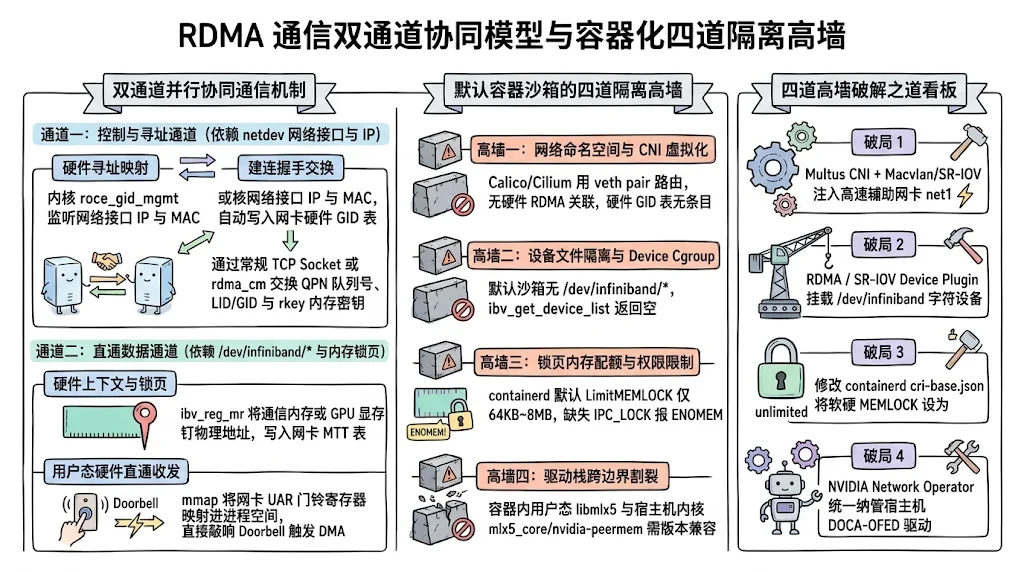 RDMA 通信双通道协同模型与容器化四道隔离高墙
双通道并行协同通信机制
通道一：控制与寻址通道（依赖 netdev 网络接口与 IP）
硬件寻址映射
内核 roce_gid_mgmt
监听网络接口 IP 与 MAC
建连握手交换
或核网络接口 IP 与 MAC，
自动写入网卡硬件 GID 表
通过常规 TCP Socket 或
rdma_cm 交换 QPN 队列号、
LID/GID 与 rkey 内存密钥
通道二：直通数据通道（依赖 /dev/infiniband/* 与内存锁页）
硬件上下文与锁页
ibv_reg_mr 将通信内存或 GPU 显存
钉物理地址，写入网卡 MTT 表
用户态硬件直通收发
Doorbell
mmap 将网卡 UAR 门铃寄存器
映射进进程空间，
直接敲响 Doorbell 触发 DMA
默认容器沙箱的四道隔离高墙
高墙一：网络命名空间与 CNI 虚拟化
Calico/Cilium 用 veth pair 路由，
无硬件 RDMA 关联，硬件 GID 表无条目
高墙二：设备文件隔离与 Device Cgroup
默认沙箱无 /dev/infiniband/*，
ibv_get_device_list 返回空
高墙三：锁页内存配额与权限限制
ENOMEM!
containerd 默认 LimitMEMLOCK 仅
64KB~8MB，缺失 IPC_LOCK 报 ENOMEM
高墙四：驱动栈跨边界割裂
容器内用户态 libmlx5 与宿主机内核
mlx5_core/nvidia-peermem 需版本兼容
四道高墙破解之道看板
破局 1
Multus CNI + Macvlan/SR-IOV
注入高速辅助网卡 net1
破局 2
RDMA / SR-IOV Device Plugin
挂载 /dev/infiniband 字符设备
破局 3
unlimited
修改 containerd cri-base.json
将软硬 MEMLOCK 设为
破局 4
NVIDIA Network Operator
统一纳管宿主机
DOCA-OFED 驱动